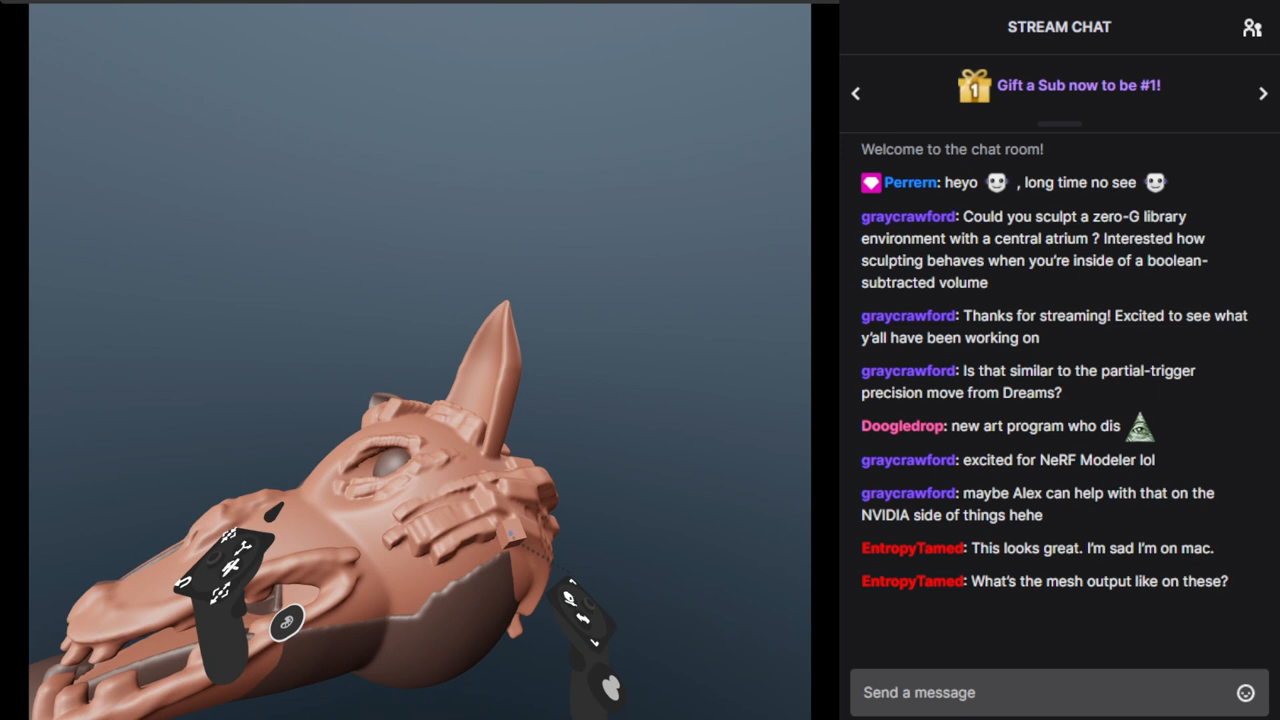 STREAM CHAT
1
Gift a Sub now to be #1!
Welcome to the chat room!
Perrern: heyo , long time no see
graycrawford: Could you sculpt a zero-G library
environment with a central atrium ? Interested how
sculpting behaves when you're inside of a boolean-
subtracted volume
graycrawford: Thanks for streaming! Excited to see what
y'all have been working on
graycrawford: Is that similar to the partial-trigger
precision move from Dreams?
Doogledrop: new art program who dis
graycrawford: excited for NeRF Modeler lol
graycrawford: maybe Alex can help with that on the
NVIDIA side of things hehe
EntropyTamed: This looks great. I'm sad I'm on mac.
EntropyTamed: What's the mesh output like on these?
Send a message